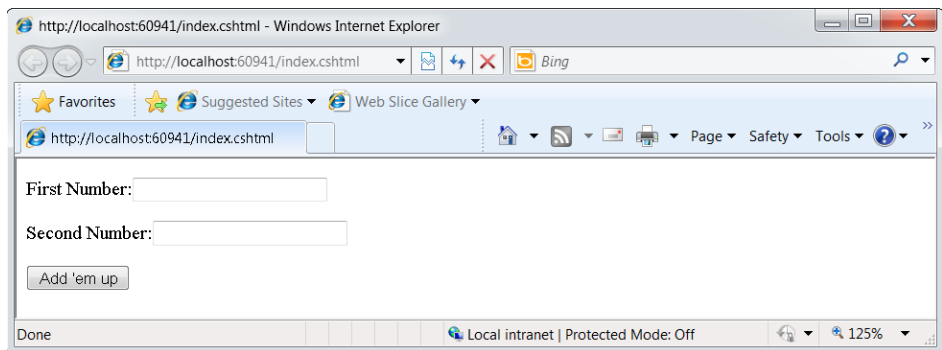 http://localhost:60941/index.cshtml - Windows Internet Explorer
http://localhost:60941/index.cshtml Bing
Favorites Suggested Sites Web Slice Gallery
http://localhost:60941/index.cshtml Page Safety Tools
First Number:
Second Number:
Add 'em up
Done Local intranet | Protected Mode: Off 125%